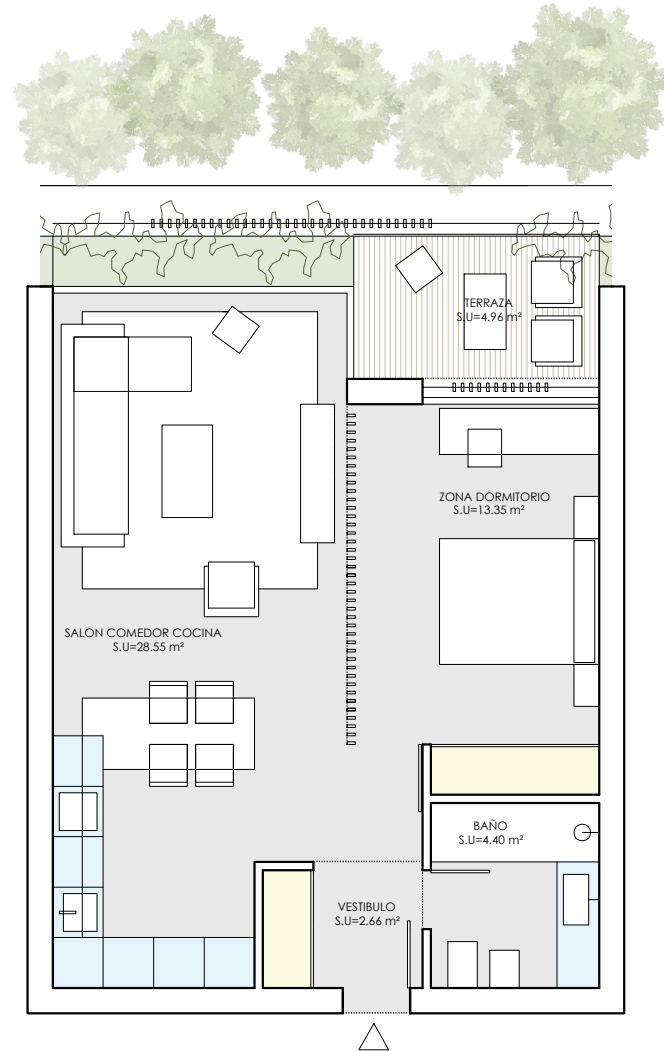 TERRAZA
S.U=4.96 m²
ZONA DORMITORIO
S.U=13.35 m²
SALON COMEDOR COCINA
S.U=28.55 m²
BAÑO
S.U=4.40 m²
VESTIBULO
S.U=2.66 m²